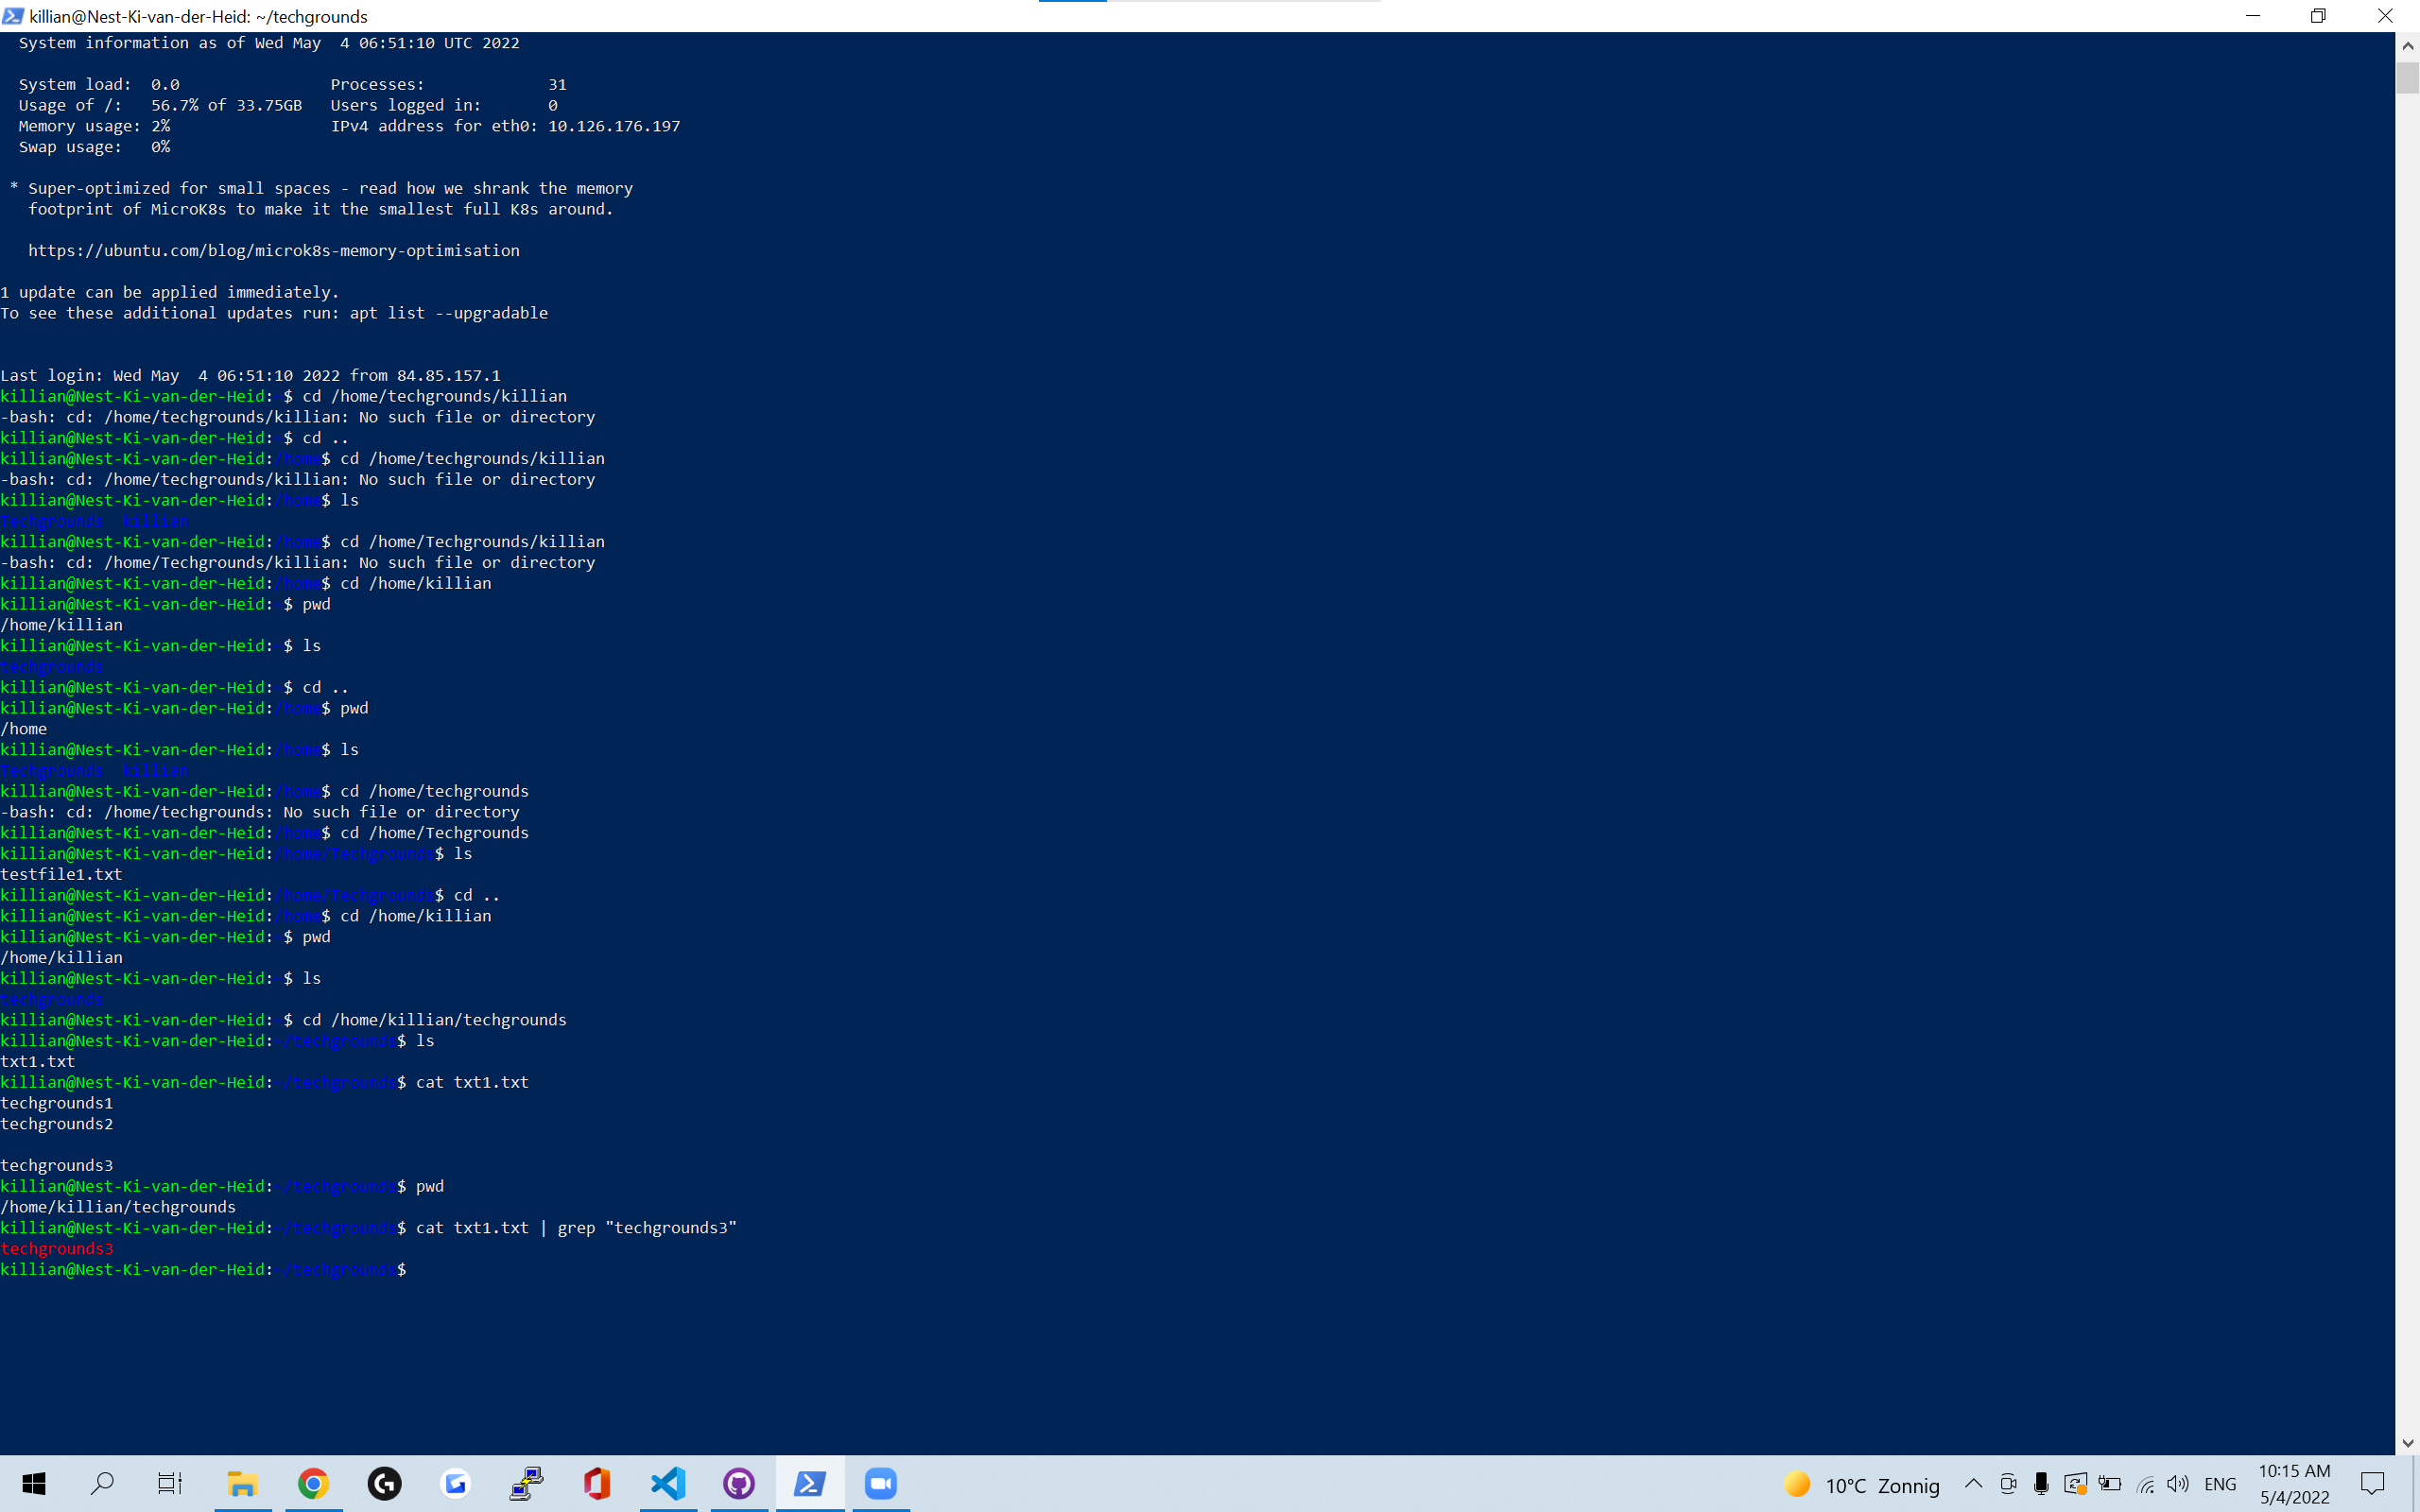 killian@Nest-Ki-van-der-Heid: ~/techgrounds
System information as of Wed May  4 06:51:10 UTC 2022
System load:  0.0                Processes:             31
Usage of /:   56.7% of 33.75GB   Users logged in:       0
Memory usage: 2%                 IPv4 address for eth0: 10.126.176.197
Swap usage:   0%
* Super-optimized for small spaces - read how we shrank the memory
footprint of MicroK8s to make it the smallest full K8s around.
https://ubuntu.com/blog/microk8s-memory-optimisation
1 update can be applied immediately.
To see these additional updates run: apt list --upgradable
Last login: Wed May  4 06:51:10 2022 from 84.85.157.1
killian@Nest-Ki-van-der-Heid:~$ cd /home/techgrounds/killian
-bash: cd: /home/techgrounds/killian: No such file or directory
killian@Nest-Ki-van-der-Heid:~$ cd ..
killian@Nest-Ki-van-der-Heid:/home$ cd /home/techgrounds/killian
-bash: cd: /home/techgrounds/killian: No such file or directory
killian@Nest-Ki-van-der-Heid:/home$ ls
Techgrounds  killian
killian@Nest-Ki-van-der-Heid:/home$ cd /home/Techgrounds/killian
-bash: cd: /home/Techgrounds/killian: No such file or directory
killian@Nest-Ki-van-der-Heid:/home$ cd /home/killian
killian@Nest-Ki-van-der-Heid:~$ pwd
/home/killian
killian@Nest-Ki-van-der-Heid:~$ ls
techgrounds
killian@Nest-Ki-van-der-Heid:~$ cd ..
killian@Nest-Ki-van-der-Heid:/home$ pwd
/home
killian@Nest-Ki-van-der-Heid:/home$ ls
Techgrounds  killian
killian@Nest-Ki-van-der-Heid:/home$ cd /home/techgrounds
-bash: cd: /home/techgrounds: No such file or directory
killian@Nest-Ki-van-der-Heid:/home$ cd /home/Techgrounds
killian@Nest-Ki-van-der-Heid:/home/Techgrounds$ ls
testfile1.txt
killian@Nest-Ki-van-der-Heid:/home/Techgrounds$ cd ..
killian@Nest-Ki-van-der-Heid:/home$ cd /home/killian
killian@Nest-Ki-van-der-Heid:~$ pwd
/home/killian
killian@Nest-Ki-van-der-Heid:~$ ls
techgrounds
killian@Nest-Ki-van-der-Heid:~$ cd /home/killian/techgrounds
killian@Nest-Ki-van-der-Heid:~/techgrounds$ ls
txt1.txt
killian@Nest-Ki-van-der-Heid:~/techgrounds$ cat txt1.txt
techgrounds1
techgrounds2
techgrounds3
killian@Nest-Ki-van-der-Heid:~/techgrounds$ pwd
/home/killian/techgrounds
killian@Nest-Ki-van-der-Heid:~/techgrounds$ cat txt1.txt | grep "techgrounds3"
techgrounds3
killian@Nest-Ki-van-der-Heid:~/techgrounds$
10°C Zonnig
ENG
10:15 AM
5/4/2022